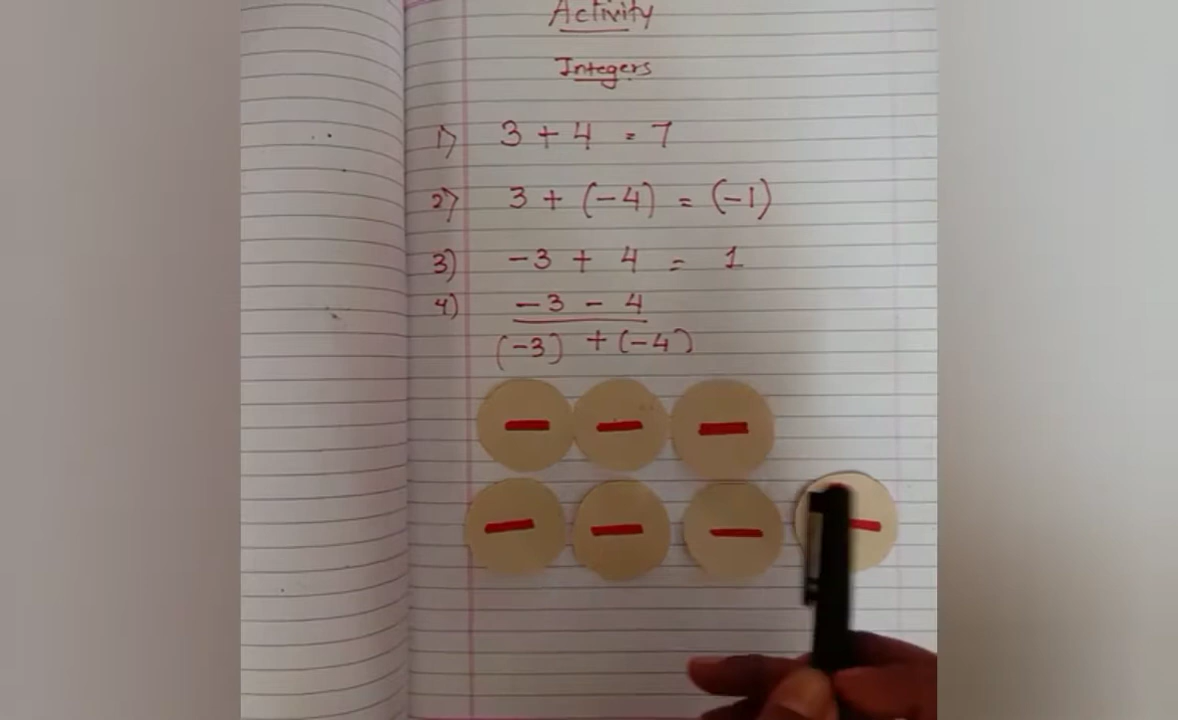 Activity
Integers
1) 3 + 4 = 7
2) 3 + (-4) = (-1)
3) -3 + 4 = 1
4) -3 - 4
(-3) + (-4)
- - -
- - - -